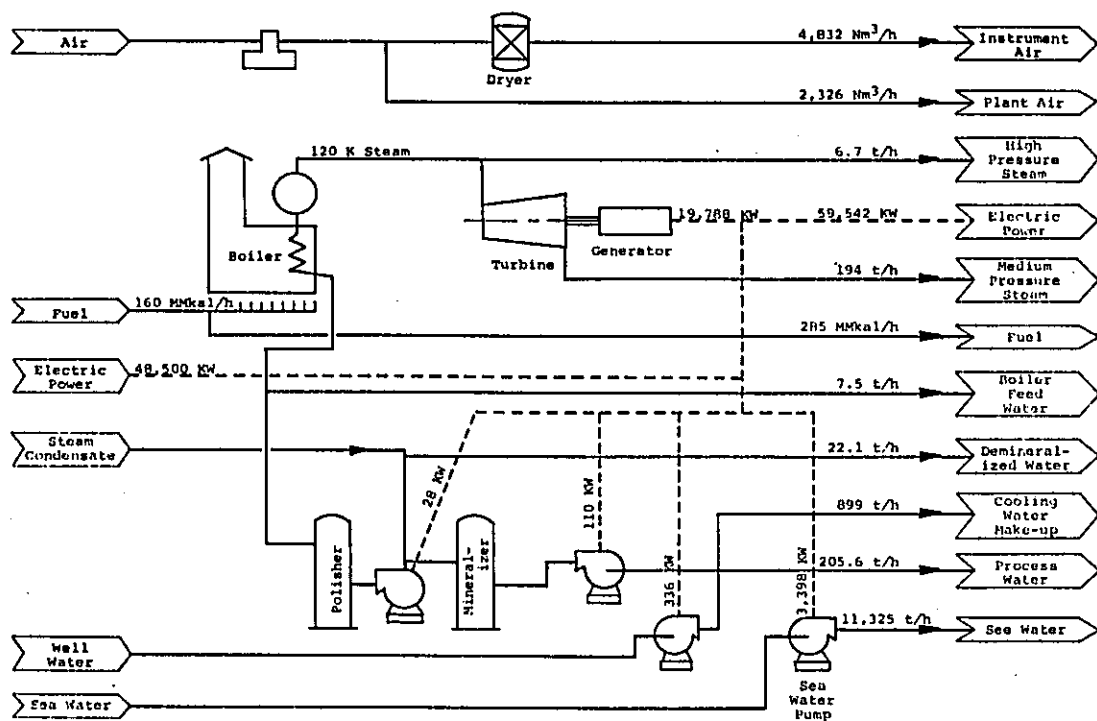 Air
4,832 Nm3/h
Instrument
Air
Dryer
2,326 Nm3/h
Plant Air
120 K Steam
6.7 t/h
High
Pressure
Steam
19,788 KW
59,542 KW
Electric
Power
Boiler
Generator
Turbine
194 t/h
Medium
Pressure
Steam
Fuel
160 MMkal/h
285 MMkal/h
Fuel
Electric
Power
48,500 KW
7.5 t/h
Boiler
Feed
Water
Steam
Condensate
22.1 t/h
Demineral-
ized Water
28 KW
110 KW
899 t/h
Cooling
Water
Make-up
Polisher
Mineral-
izer
336 KW
3,398 KW
205.6 t/h
Process
Water
11,325 t/h
See Water
Well
Water
Sea Water
Sea
Water
Pump